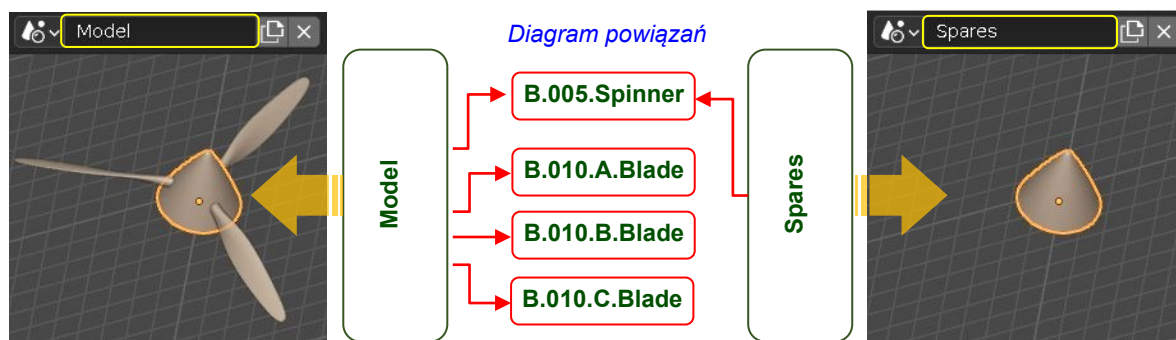 Model
Diagram powiązań
Spares
B.005.Spinner
B.010.A.Blade
B.010.B.Blade
B.010.C.Blade
Model
Spares